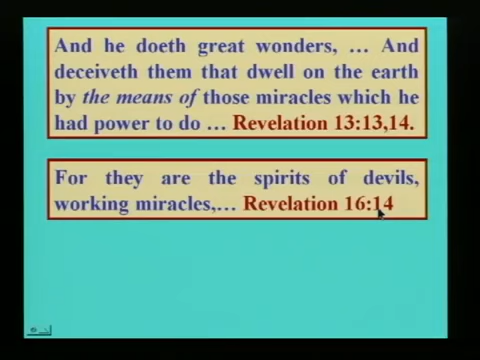 And he doeth great wonders, … And
deceiveth them that dwell on the earth
by the means of those miracles which he
had power to do … Revelation 13:13,14.
For they are the spirits of devils,
working miracles,… Revelation 16:14